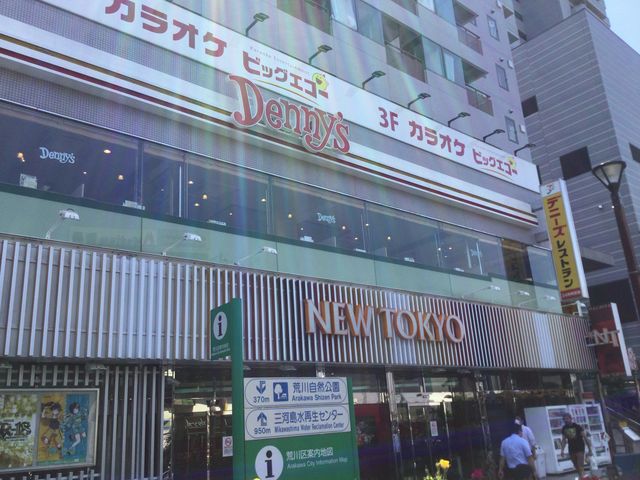 カラオケ ビッグエコー
Denny's
3F カラオケ ビッグエコー
Denny's
Denny's
デニーズレストラン
NEW TOKYO
NT
i
370m
荒川自然公園
Arakawa Shizen Park
950m
三河島水再生センター
Mikawashima Water Reclamation Center
i
荒川区案内地図
Arakawa City Information Map